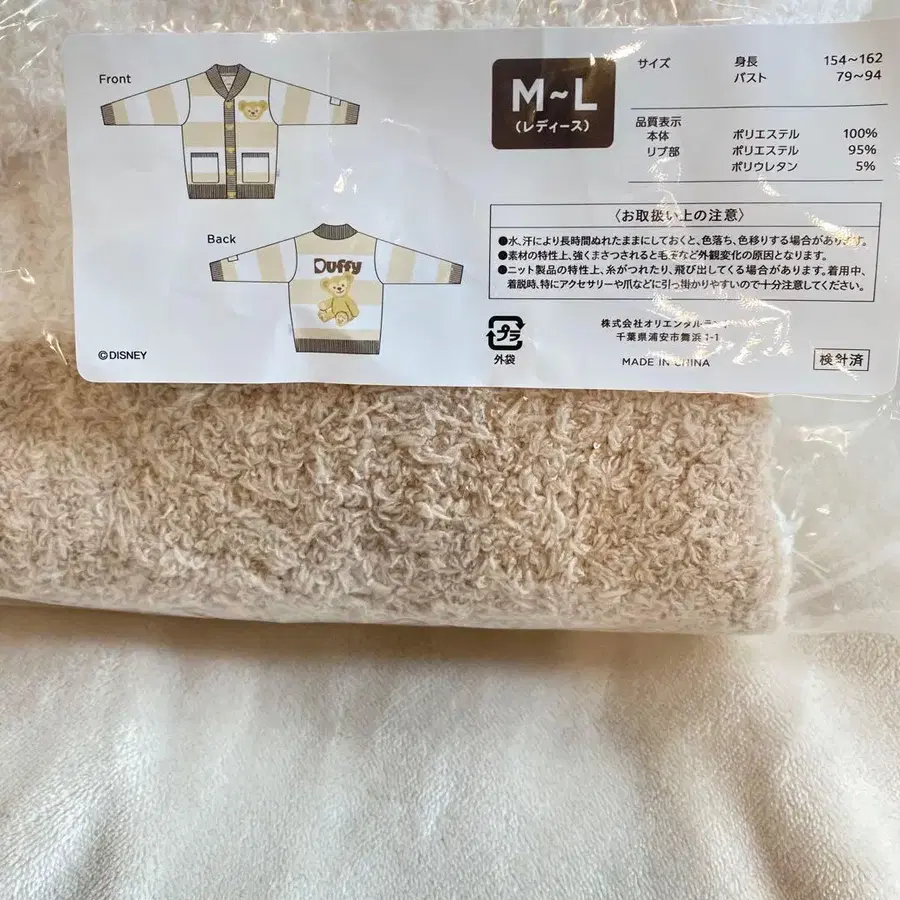 Front
Back
Duffy
©DISNEY
M~L
(レディース)
サイズ 身長 154~162
バスト 79~94
品質表示
本体 ポリエステル 100%
リブ部 ポリエステル 95%
ポリウレタン 5%
〈お取扱い上の注意〉
●水、汗により長時間ぬれたままにしておくと、色落ち、色移りする場合があります。
●素材の特性上、強くまさつされると毛玉など外観変化の原因となります。
●ニット製品の特性上、糸がつれたり、飛び出してくる場合があります。着用中、
着脱時、特にアクセサリーや爪などに引っ掛かりやすいので十分注意してください。
プラ
外袋
株式会社オリエンタルラ
千葉県浦安市舞浜1-1
MADE IN CHINA
検針済